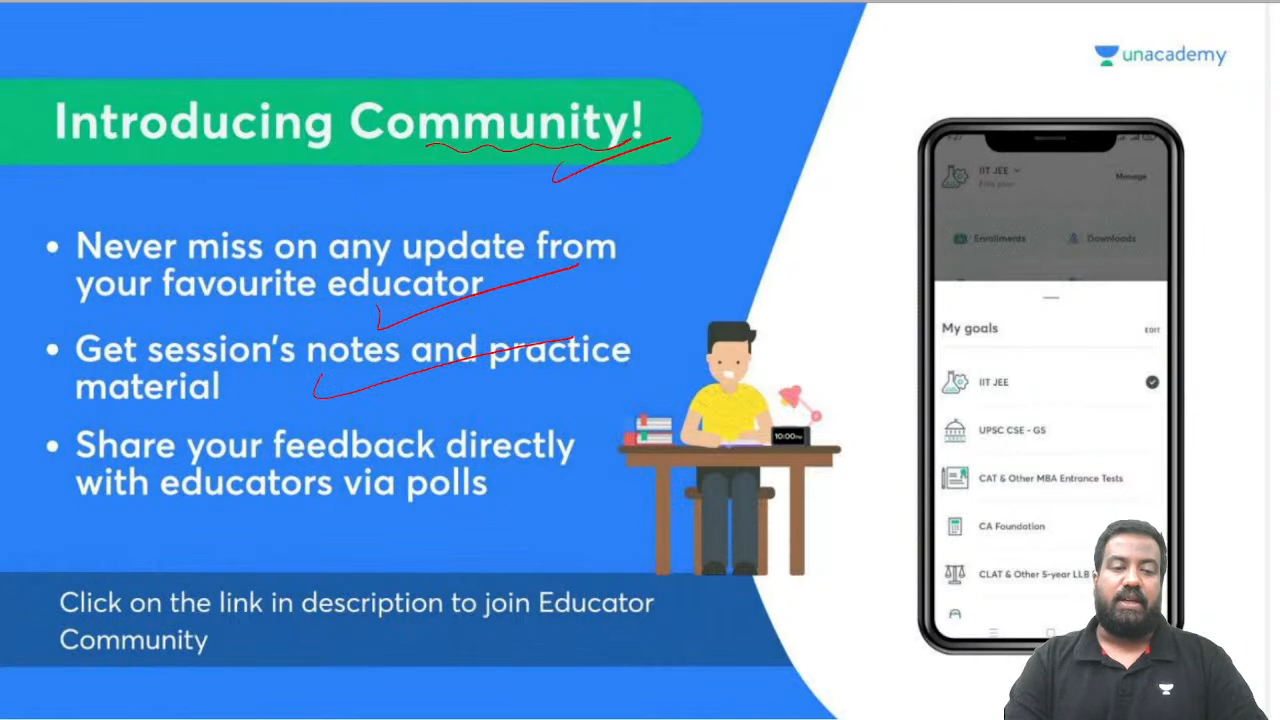 unacademy
Introducing Community!
• Never miss on any update from
your favourite educator
• Get session's notes and practice
material
• Share your feedback directly
with educators via polls
Click on the link in description to join Educator
Community
10:00
IIT JEE
Manage
Enrollments
Downloads
My goals
EDIT
IIT JEE
UPSC CSE - GS
CAT & Other MBA Entrance Tests
CA Foundation
CLAT & Other 5-year LLB